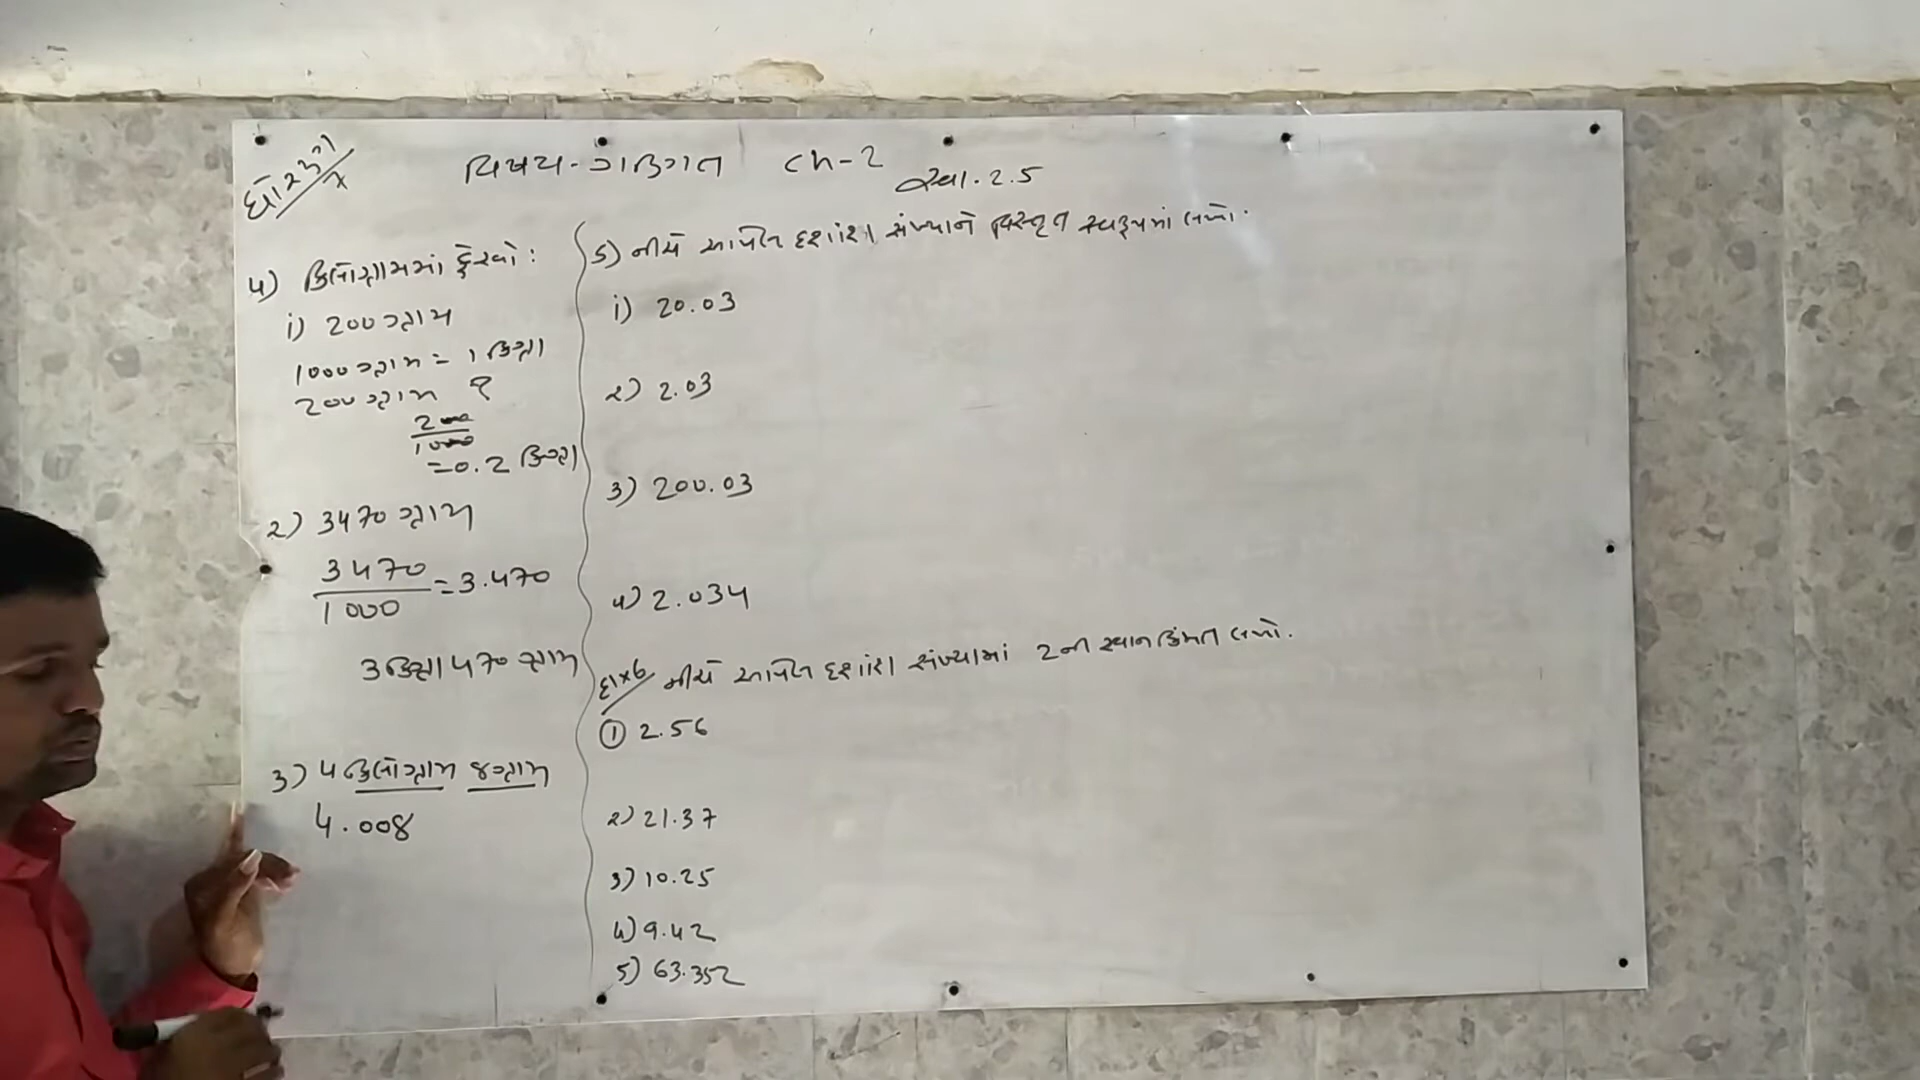 ધોરણ
7
વિષય-ગણિત Ch-2
સ્વા. 2.5
4) કિલોગ્રામમાં ફેરવો :
i) 200 ગ્રામ
1000 ગ્રામ = 1 કિગ્રા
200 ગ્રામ ?
200
1000
=0.2 કિગ્રા
2) 3470 ગ્રામ
3470
1000
=3.470
3 કિગ્રા 470 ગ્રામ
3) 4 કિલોગ્રામ 8 ગ્રામ
4.008
5) નીચે આપેલ દશાંશ સંખ્યાને વિસ્તૃત સ્વરૂપમાં લખો.
i) 20.03
2) 2.03
3) 200.03
4) 2.034
દા×6 નીચે આપેલ દશાંશ સંખ્યામાં 2ની સ્થાનકિંમત લખો.
① 2.56
2) 21.37
3) 10.25
4) 9.42
5) 63.352